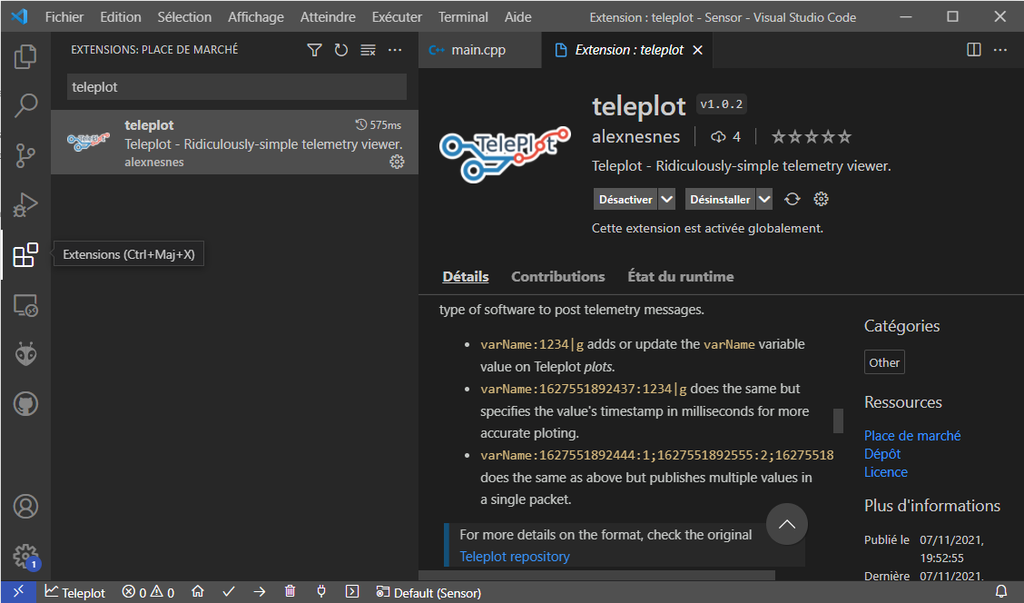 Fichier Edition Sélection Affichage Atteindre Exécuter Terminal Aide Extension : teleplot - Sensor - Visual Studio Code
EXTENSIONS: PLACE DE MARCHÉ
teleplot
teleplot 575ms
Teleplot - Ridiculously-simple telemetry viewer.
alexnesnes
TelePlot
Extensions (Ctrl+Maj+X)
main.cpp Extension : teleplot
TelePlot
teleplot v1.0.2
alexnesnes 4
Teleplot - Ridiculously-simple telemetry viewer.
Désactiver Désinstaller
Cette extension est activée globalement.
Détails Contributions État du runtime
type of software to post telemetry messages.
• varName:1234|g adds or update the varName variable
value on Teleplot plots.
• varName:1627551892437:1234|g does the same but
specifies the value's timestamp in milliseconds for more
accurate ploting.
• varName:1627551892444:1;1627551892555:2;16275518
does the same as above but publishes multiple values in
a single packet.
For more details on the format, check the original
Teleplot repository
Catégories
Other
Ressources
Place de marché
Dépôt
Licence
Plus d'informations
Publié le 07/11/2021,
19:52:55
Dernière 07/11/2021,
1
Teleplot 0 0 Default (Sensor)